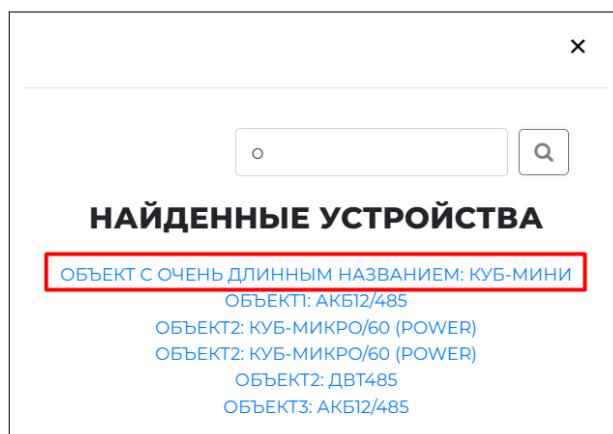 о
НАЙДЕННЫЕ УСТРОЙСТВА
ОБЪЕКТ С ОЧЕНЬ ДЛИННЫМ НАЗВАНИЕМ: КУБ-МИНИ
ОБЪЕКТ1: АКБ12/485
ОБЪЕКТ2: КУБ-МИКРО/60 (POWER)
ОБЪЕКТ2: КУБ-МИКРО/60 (POWER)
ОБЪЕКТ2: ДВТ485
ОБЪЕКТ3: АКБ12/485